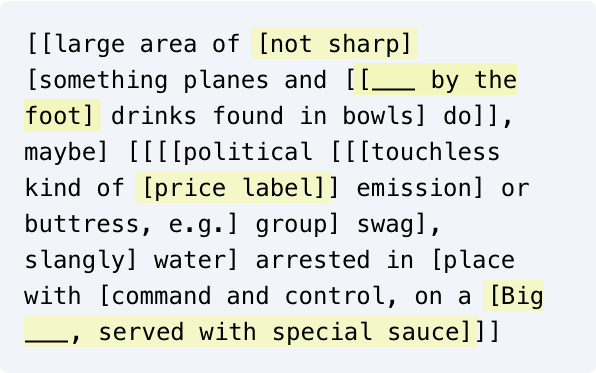 [[large area of [not sharp]
[something planes and [[___ by the
foot] drinks found in bowls] do]],
maybe] [[[[political [[[touchless
kind of [price label]] emission] or
buttress, e.g.] group] swag],
slangly] water] arrested in [place
with [command and control, on a [Big
___, served with special sauce]]]